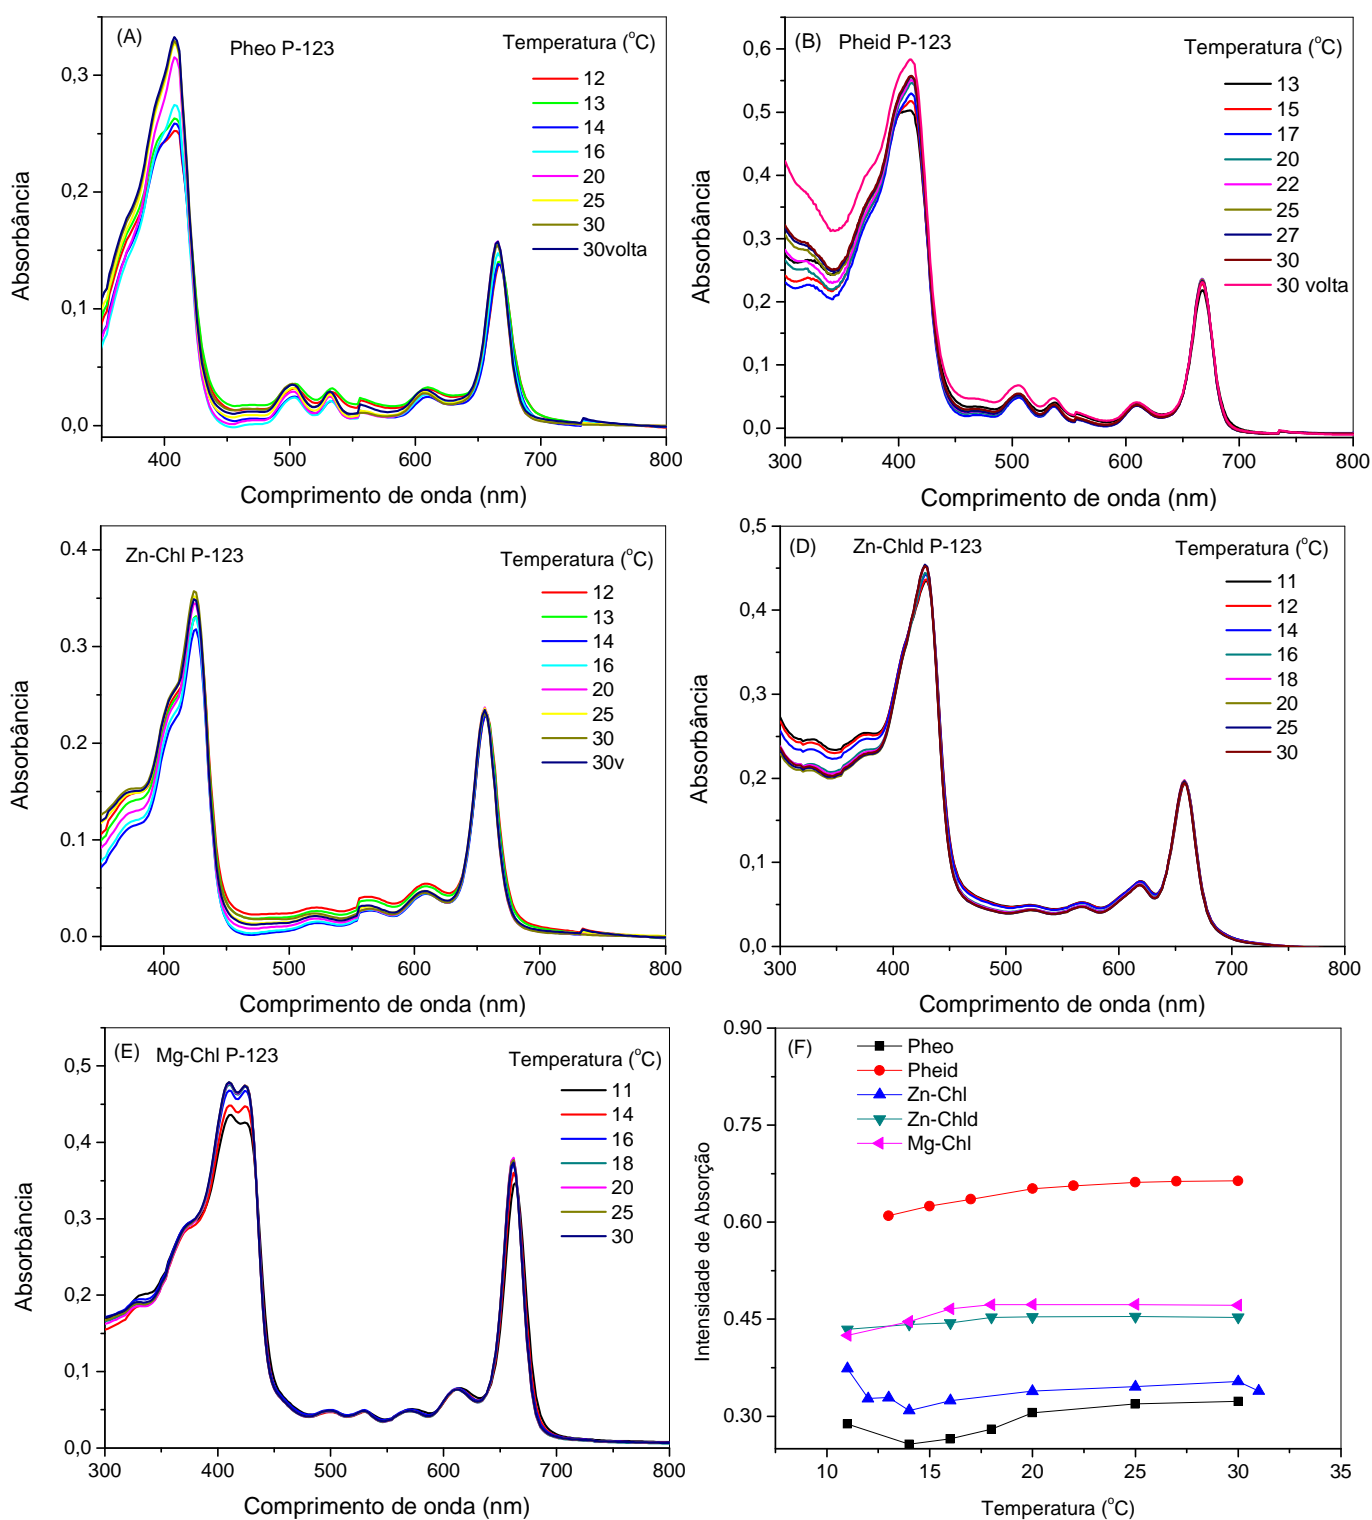 (A)
Pheo P-123
Temperatura (°C)
12
13
14
16
20
25
30
30volta
0,3
0,2
0,1
0,0
Absorbância
400
500
600
700
800
Comprimento de onda (nm)
(B)
Pheid P-123
Temperatura (°C)
13
15
17
20
22
25
27
30
30 volta
0,6
0,5
0,4
0,3
0,2
0,1
0,0
Absorbância
300
400
500
600
700
800
Comprimento de onda (nm)
Zn-Chl P-123
Temperatura (°C)
12
13
14
16
20
25
30
30v
0.4
0.3
0.2
0.1
0.0
Absorbância
400
500
600
700
800
Comprimento de onda (nm)
(D)
Zn-Chld P-123
Temperatura (°C)
11
12
14
16
18
20
25
30
0,5
0,4
0,3
0,2
0,1
0,0
Absorbância
300
400
500
600
700
800
Comprimento de onda (nm)
(E)
Mg-Chl P-123
Temperatura (°C)
11
14
16
18
20
25
30
0,5
0,4
0,3
0,2
0,1
0,0
Absorbância
300
400
500
600
700
800
Comprimento de onda (nm)
(F)
Pheo
Pheid
Zn-Chl
Zn-Chld
Mg-Chl
0.90
0.75
0.60
0.45
0.30
Intensidade de Absorção
10
15
20
25
30
35
Temperatura (°C)